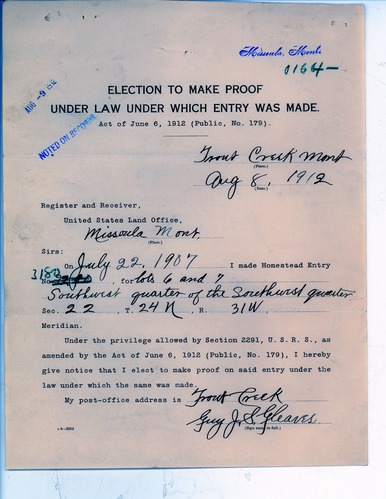 Missoula, Mont.
0164-
AUG -9 1912
NOTED ON RECORDS
ELECTION TO MAKE PROOF
UNDER LAW UNDER WHICH ENTRY WAS MADE.
Act of June 6, 1912 (Public, No. 179).
Trout Creek Mont
(Place.)
Aug 8, 1912
(Date.)
Register and Receiver,
United States Land Office,
Missoula Mont.
(Place.)
Sirs:
On July 22, 1907 I made Homestead Entry
No. 3180, for lots 6 and 7
Southwest quarter of the Southwest quarter
Sec. 22 T. 24 N, R. 31 W.
Meridian.
Under the privilege allowed by Section 2291, U. S. R. S., as
amended by the Act of June 6, 1912 (Public, No. 179), I hereby
give notice that I elect to make proof on said entry under
the law under which the same was made.
My post-office address is Trout Creek
Guy J. S. Gleaves
(Sign name in full.)